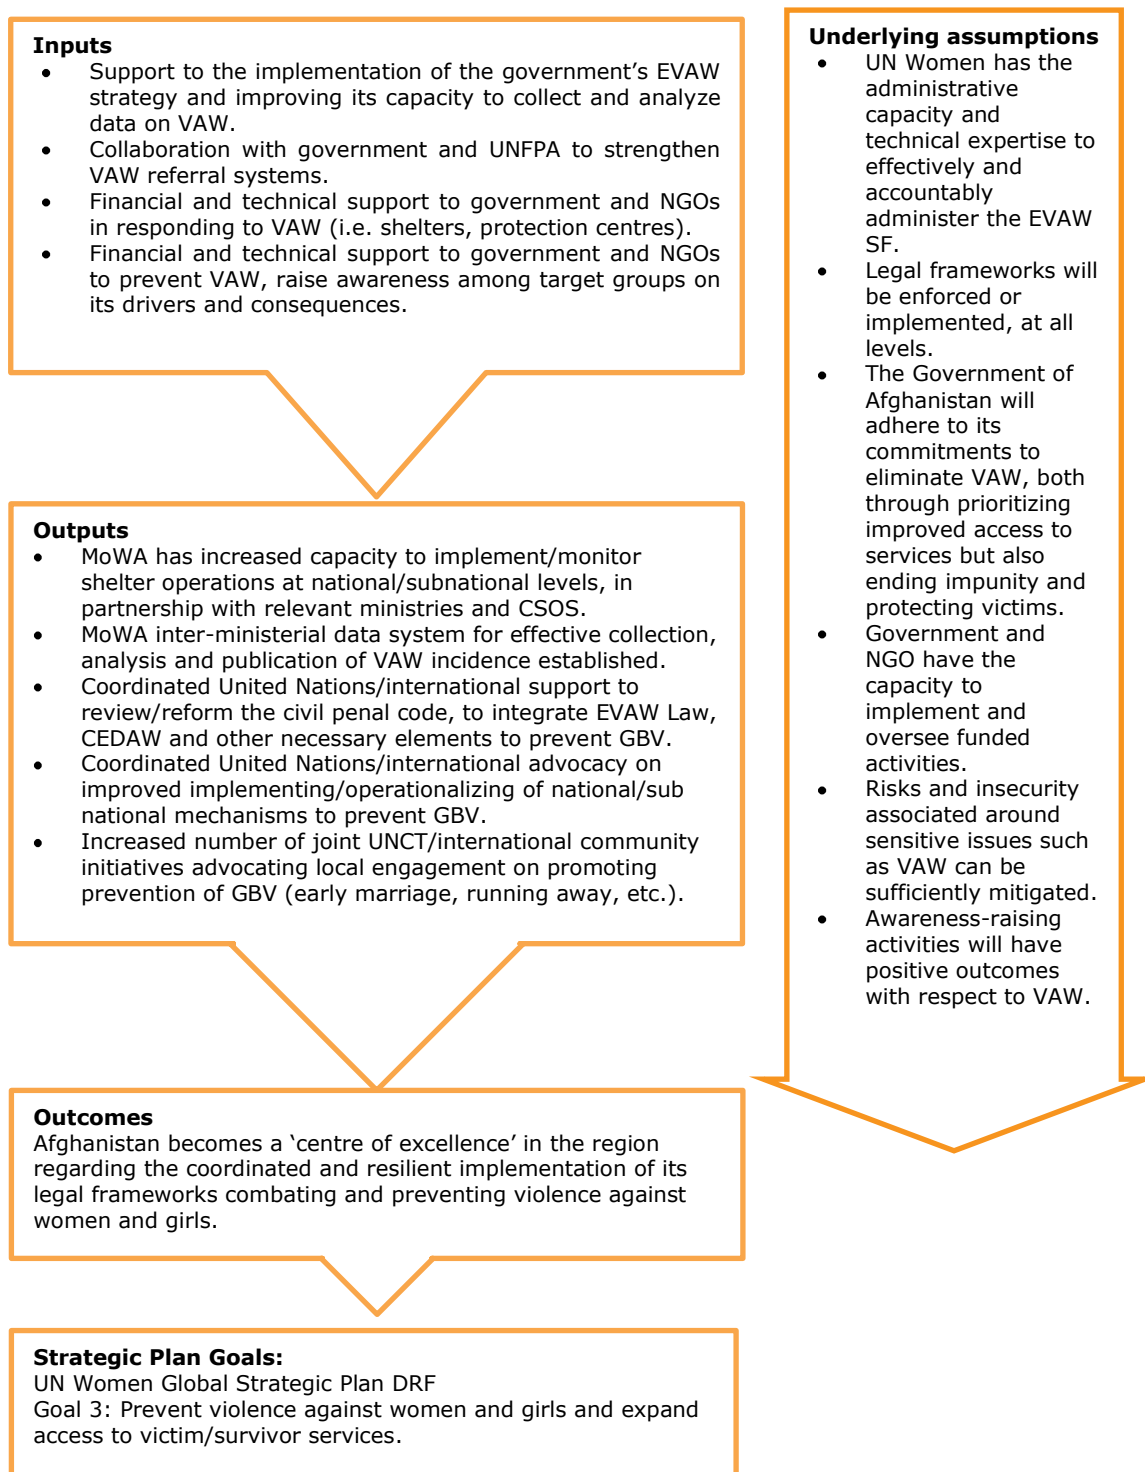 Inputs
• Support to the implementation of the government’s EVAW
strategy and improving its capacity to collect and analyze
data on VAW.
• Collaboration with government and UNFPA to strengthen
VAW referral systems.
• Financial and technical support to government and NGOs
in responding to VAW (i.e. shelters, protection centres).
• Financial and technical support to government and NGOs
to prevent VAW, raise awareness among target groups on
its drivers and consequences.
Outputs
• MoWA has increased capacity to implement/monitor
shelter operations at national/subnational levels, in
partnership with relevant ministries and CSOS.
• MoWA inter-ministerial data system for effective collection,
analysis and publication of VAW incidence established.
• Coordinated United Nations/international support to
review/reform the civil penal code, to integrate EVAW Law,
CEDAW and other necessary elements to prevent GBV.
• Coordinated United Nations/international advocacy on
improved implementing/operationalizing of national/sub
national mechanisms to prevent GBV.
• Increased number of joint UNCT/international community
initiatives advocating local engagement on promoting
prevention of GBV (early marriage, running away, etc.).
Outcomes
Afghanistan becomes a ‘centre of excellence’ in the region
regarding the coordinated and resilient implementation of its
legal frameworks combating and preventing violence against
women and girls.
Strategic Plan Goals:
UN Women Global Strategic Plan DRF
Goal 3: Prevent violence against women and girls and expand
access to victim/survivor services.
Underlying assumptions
• UN Women has the
administrative
capacity and
technical expertise to
effectively and
accountably
administer the EVAW
SF.
• Legal frameworks will
be enforced or
implemented, at all
levels.
• The Government of
Afghanistan will
adhere to its
commitments to
eliminate VAW, both
through prioritizing
improved access to
services but also
ending impunity and
protecting victims.
• Government and
NGO have the
capacity to
implement and
oversee funded
activities.
• Risks and insecurity
associated around
sensitive issues such
as VAW can be
sufficiently mitigated.
• Awareness-raising
activities will have
positive outcomes
with respect to VAW.